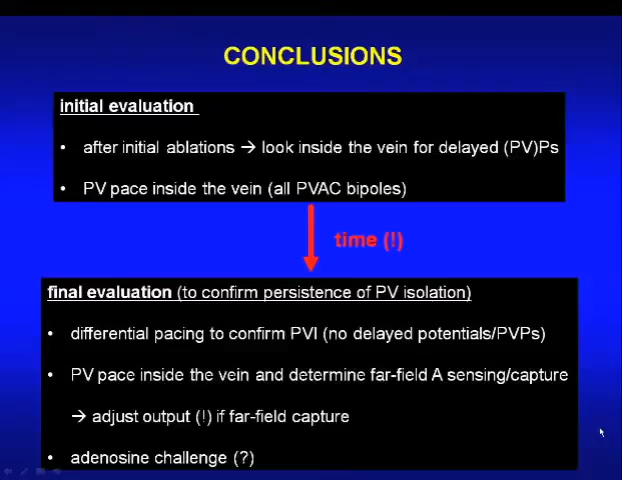 CONCLUSIONS
initial evaluation
• after initial ablations → look inside the vein for delayed (PV)Ps
• PV pace inside the vein (all PVAC bipoles)
time (!)
final evaluation (to confirm persistence of PV isolation)
• differential pacing to confirm PVI (no delayed potentials/PVPs)
• PV pace inside the vein and determine far-field A sensing/capture
→ adjust output (!) if far-field capture
• adenosine challenge (?)